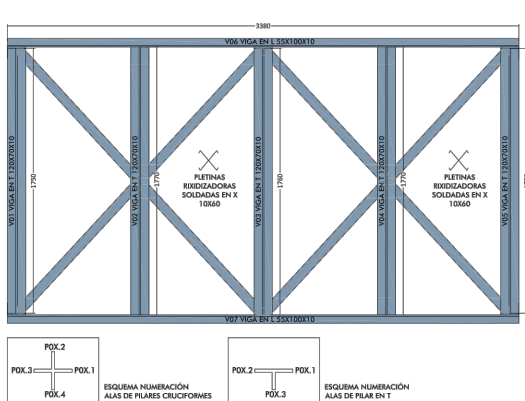 3380
V06 VIGA EN L 55X100X10
V01 VIGA EN T 120X70X10
1750
V02 VIGA EN T 120X70X10
1770
PLETINAS
RIXIDIZADORAS
SOLDADAS EN X
10X60
V03 VIGA EN T 120X70X10
1760
V04 VIGA EN T 120X70X10
1770
PLETINAS
RIXIDIZADORAS
SOLDADAS EN X
10X60
V05 VIGA EN T 120X70X10
V07 VIGA EN L 55X100X10
POX.2
POX.3
POX.1
POX.4
ESQUEMA NUMERACIÓN
ALAS DE PILARES CRUCIFORMES
POX.2
POX.1
POX.3
ESQUEMA NUMERACIÓN
ALAS DE PILAR EN T